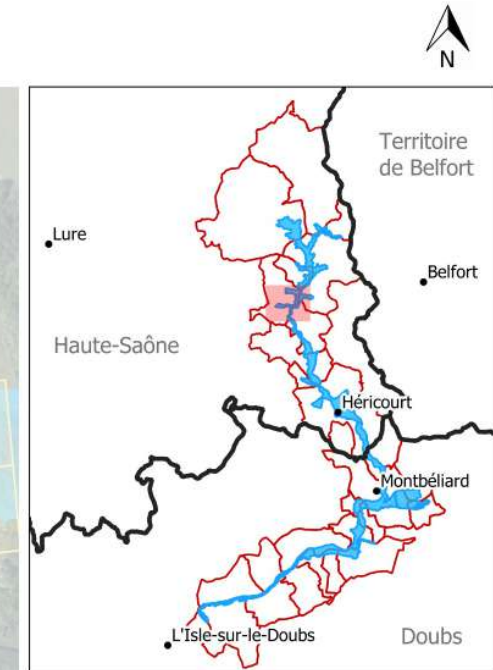 N
Territoire
de Belfort
Lure
Belfort
Haute-Saône
Héricourt
Montbéliard
L'Isle-sur-le-Doubs
Doubs